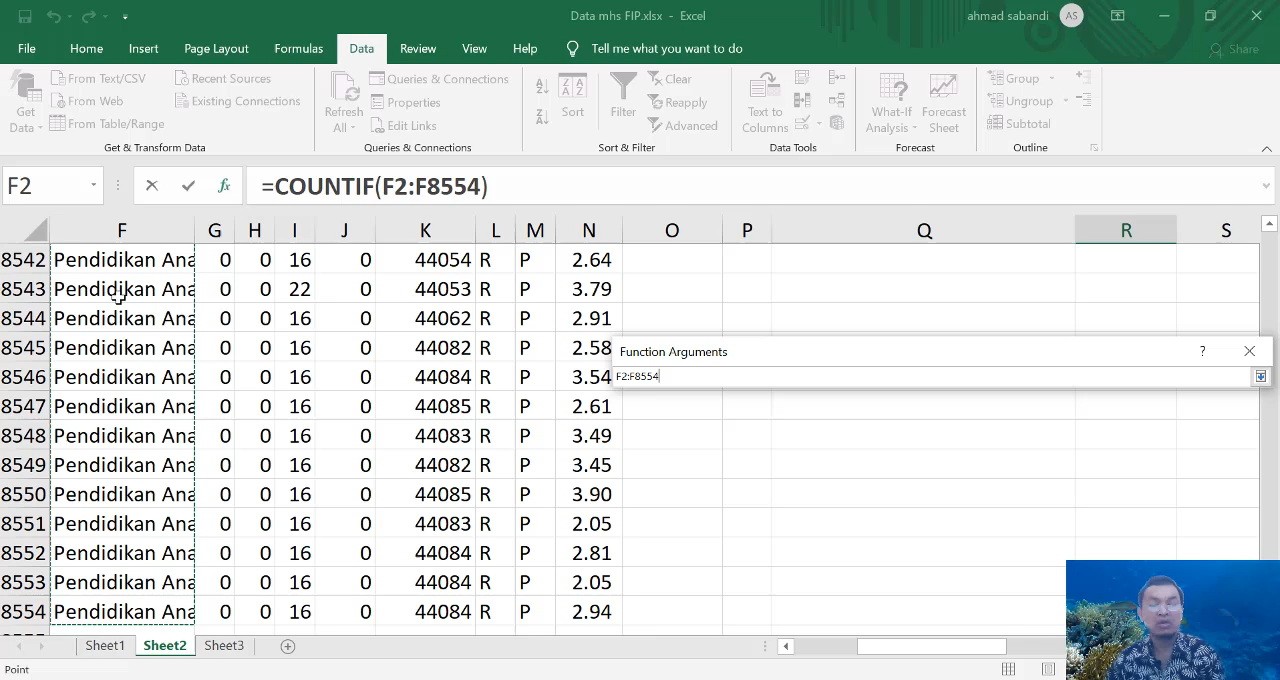 Data mhs FIP.xlsx - Excel
ahmad sabandi AS
File Home Insert Page Layout Formulas Data Review View Help Tell me what you want to do Share
From Text/CSV Recent Sources Queries & Connections Clear Group
Get Data From Web Existing Connections Refresh All Properties Sort Filter Reapply Text to Columns What-If Analysis Forecast Sheet Ungroup
From Table/Range Edit Links Advanced Subtotal
Get & Transform Data Queries & Connections Sort & Filter Data Tools Forecast Outline
F2 fx =COUNTIF(F2:F8554)
F G H I J K L M N O P Q R S
8542 Pendidikan Ana 0 0 16 0 44054 R P 2.64
8543 Pendidikan Ana 0 0 22 0 44053 R P 3.79
8544 Pendidikan Ana 0 0 16 0 44062 R P 2.91
8545 Pendidikan Ana 0 0 16 0 44082 R P 2.58
Function Arguments ?
F2:F8554
8546 Pendidikan Ana 0 0 16 0 44084 R P 3.54
8547 Pendidikan Ana 0 0 16 0 44085 R P 2.61
8548 Pendidikan Ana 0 0 16 0 44083 R P 3.49
8549 Pendidikan Ana 0 0 16 0 44082 R P 3.45
8550 Pendidikan Ana 0 0 16 0 44085 R P 3.90
8551 Pendidikan Ana 0 0 16 0 44083 R P 2.05
8552 Pendidikan Ana 0 0 16 0 44084 R P 2.81
8553 Pendidikan Ana 0 0 16 0 44084 R P 2.05
8554 Pendidikan Ana 0 0 16 0 44084 R P 2.94
Sheet1 Sheet2 Sheet3
Point